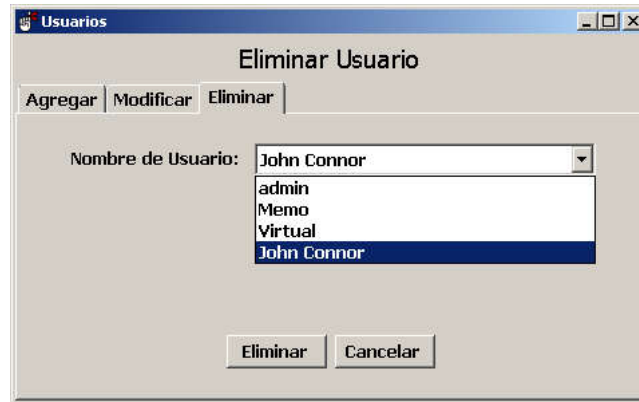 Usuarios
Eliminar Usuario
Agregar Modificar Eliminar
Nombre de Usuario: John Connor
admin
Memo
Virtual
John Connor
Eliminar Cancelar